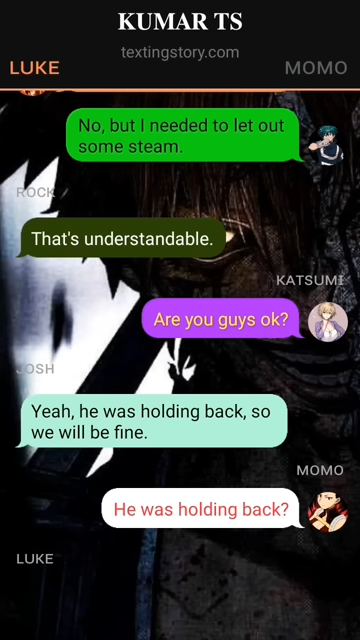 KUMAR TS
textingstory.com
LUKE
MOMO
No, but I needed to let out
some steam.
ROCK
That's understandable.
KATSUMI
Are you guys ok?
JOSH
Yeah, he was holding back, so
we will be fine.
MOMO
He was holding back?
LUKE